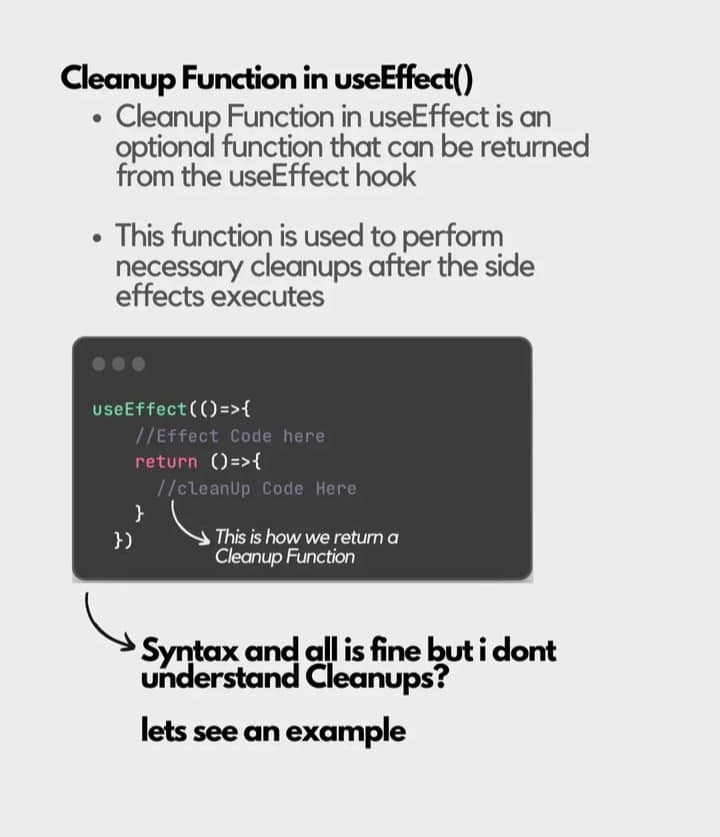 Cleanup Function in useEffect()
• Cleanup Function in useEffect is an
optional function that can be returned
from the useEffect hook
• This function is used to perform
necessary cleanups after the side
effects executes
useEffect(()=>{
//Effect Code here
return ()=>{
//cleanUp Code Here
}
})
This is how we return a
Cleanup Function
Syntax and all is fine but i dont
understand Cleanups?
lets see an example